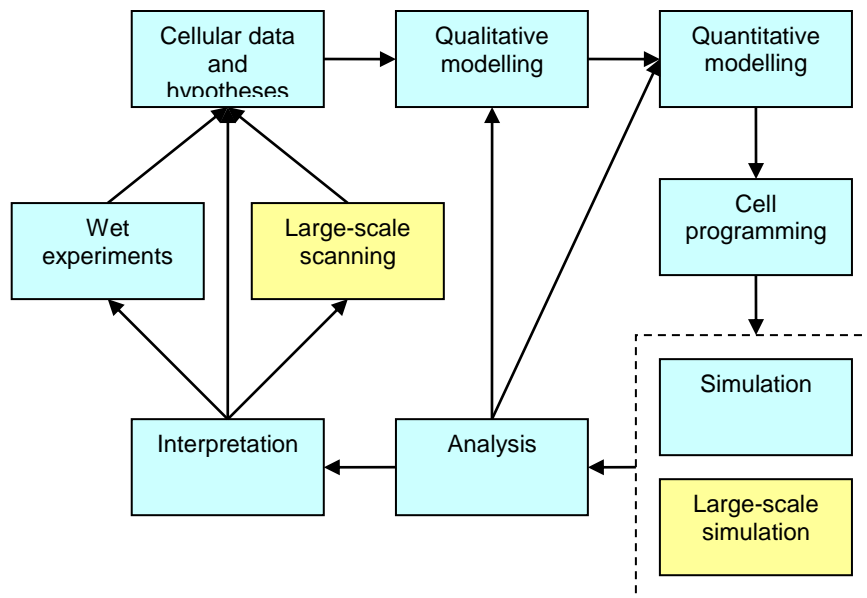 Cellular data
and
hypotheses
Qualitative
modelling
Quantitative
modelling
Wet
experiments
Large-scale
scanning
Cell
programming
Interpretation
Analysis
Simulation
Large-scale
simulation